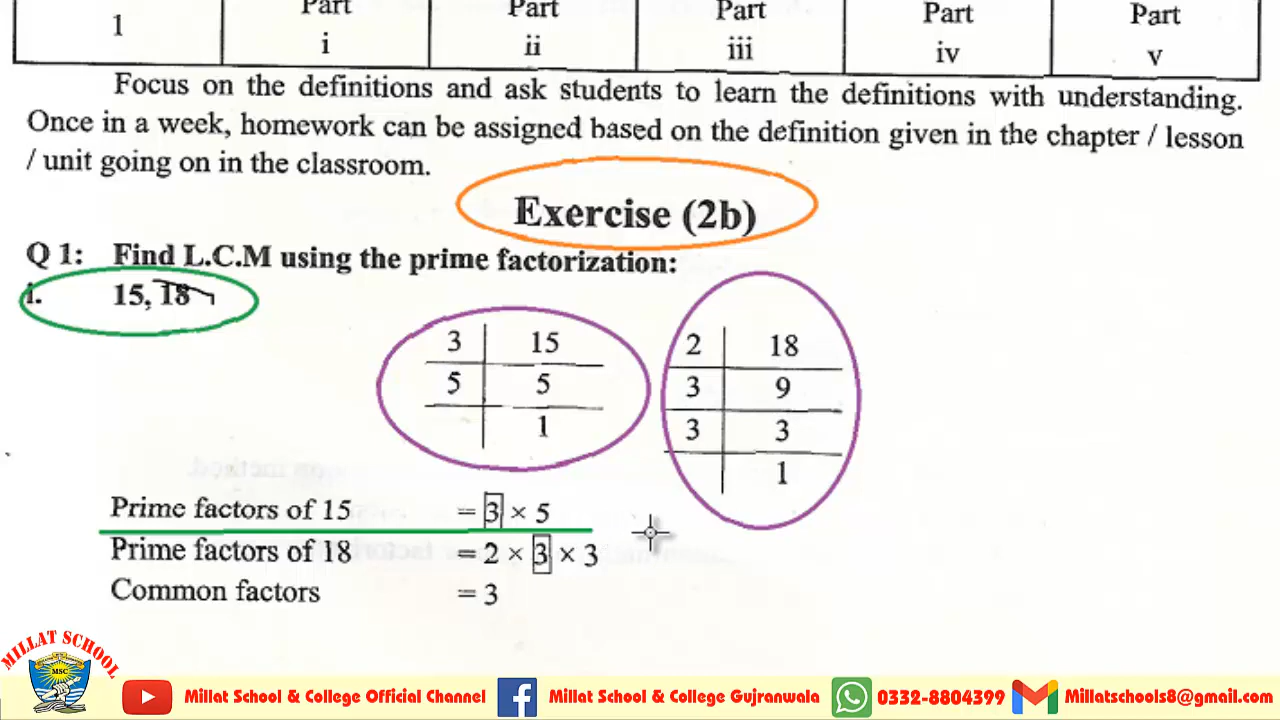 1 Part i Part ii Part iii Part iv Part v
Focus on the definitions and ask students to learn the definitions with understanding.
Once in a week, homework can be assigned based on the definition given in the chapter / lesson
/ unit going on in the classroom.
Exercise (2b)
Q 1: Find L.C.M using the prime factorization:
i. 15, 18
3 15
5 5
1
2 18
3 9
3 3
1
Prime factors of 15 = 3 × 5
Prime factors of 18 = 2 × 3 × 3
Common factors = 3
MILLAT SCHOOL
MSC
Millat School & College Official Channel
Millat School & College Gujranwala
0332-8804399
Millatschools8@gmail.com